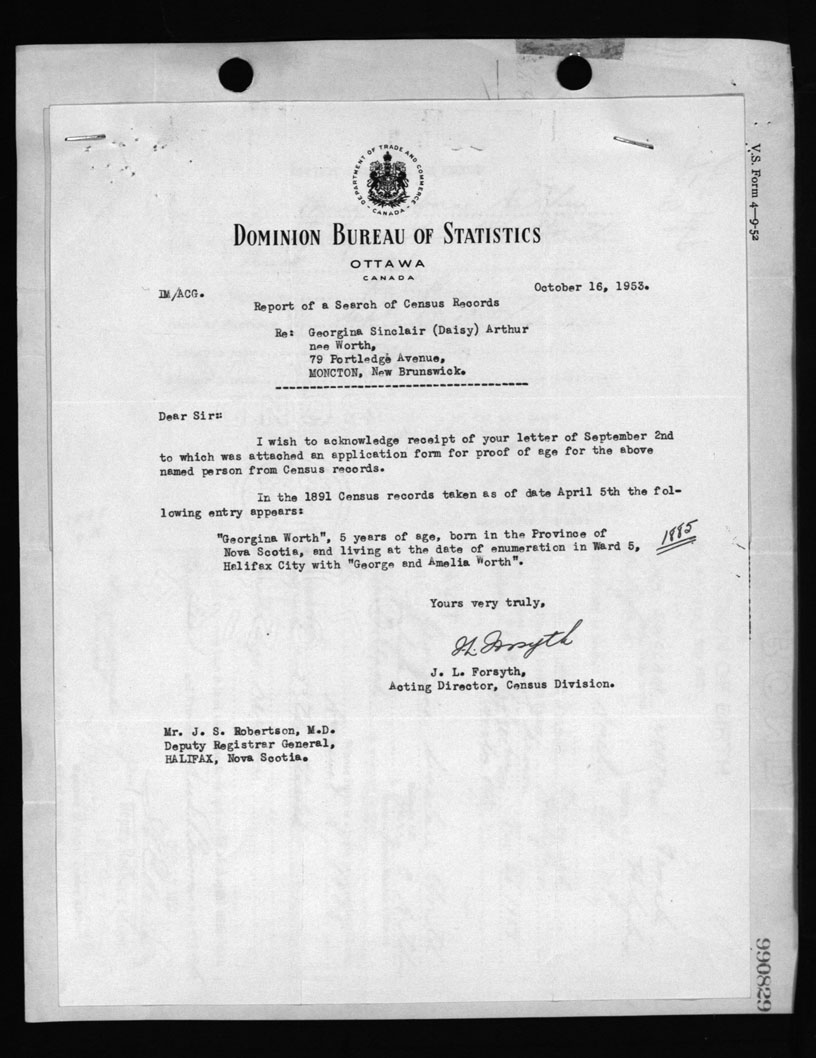 DEPARTMENT OF TRADE AND COMMERCE
CANADA
DOMINION BUREAU OF STATISTICS
OTTAWA
CANADA
IM/ACG.
October 16, 1953.
Report of a Search of Census Records
Re: Georgina Sinclair (Daisy) Arthur
nee Worth,
79 Portledge Avenue,
MONCTON, New Brunswick.
----------------------------------------
Dear Sir:
I wish to acknowledge receipt of your letter of September 2nd
to which was attached an application form for proof of age for the above
named person from Census records.
In the 1891 Census records taken as of date April 5th the fol-
lowing entry appears:
"Georgina Worth", 5 years of age, born in the Province of
Nova Scotia, and living at the date of enumeration in Ward 5,
Halifax City with "George and Amelia Worth".
1885
Yours very truly,
J. L. Forsyth
J. L. Forsyth,
Acting Director, Census Division.
Mr. J. S. Robertson, M.D.
Deputy Registrar General,
HALIFAX, Nova Scotia.
V.S. Form 4—9-52
990829